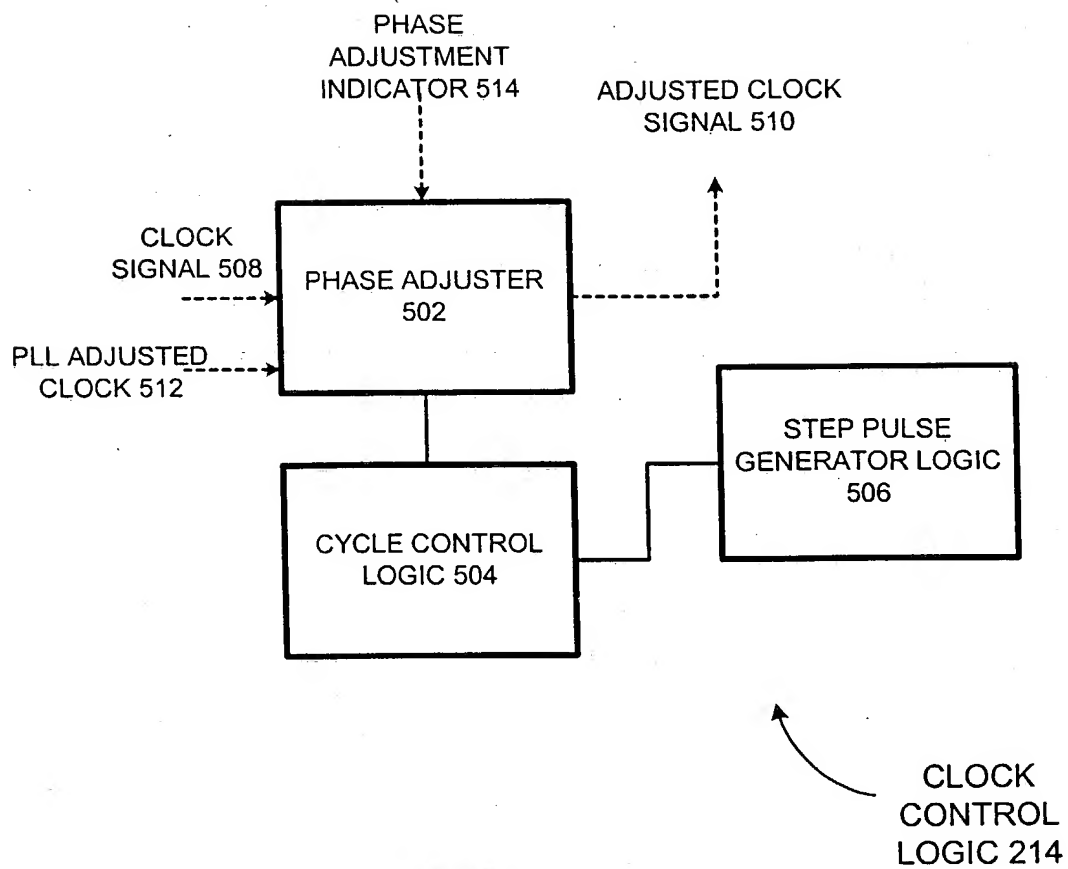 PHASE
ADJUSTMENT
INDICATOR 514
ADJUSTED CLOCK
SIGNAL 510
CLOCK
SIGNAL 508
PHASE ADJUSTER
502
PLL ADJUSTED
CLOCK 512
STEP PULSE
GENERATOR LOGIC
506
CYCLE CONTROL
LOGIC 504
CLOCK
CONTROL
LOGIC 214